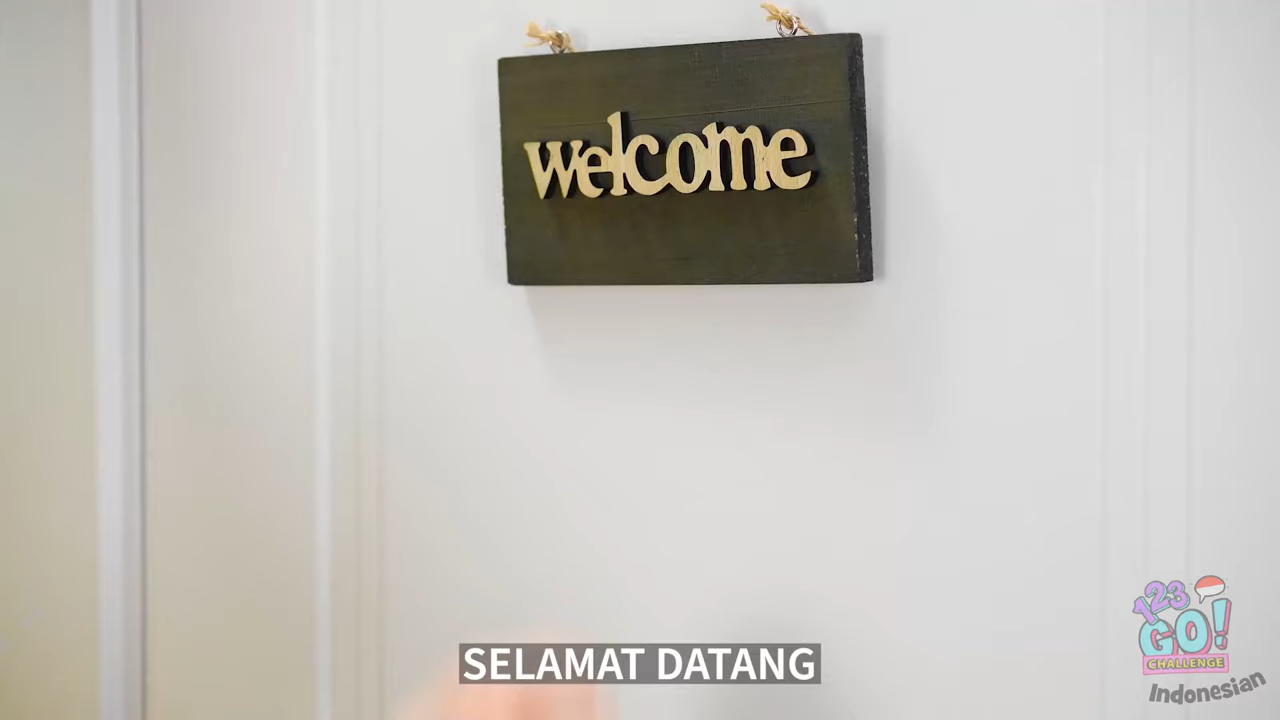 welcome
SELAMAT DATANG
123
GO!
CHALLENGE
Indonesian